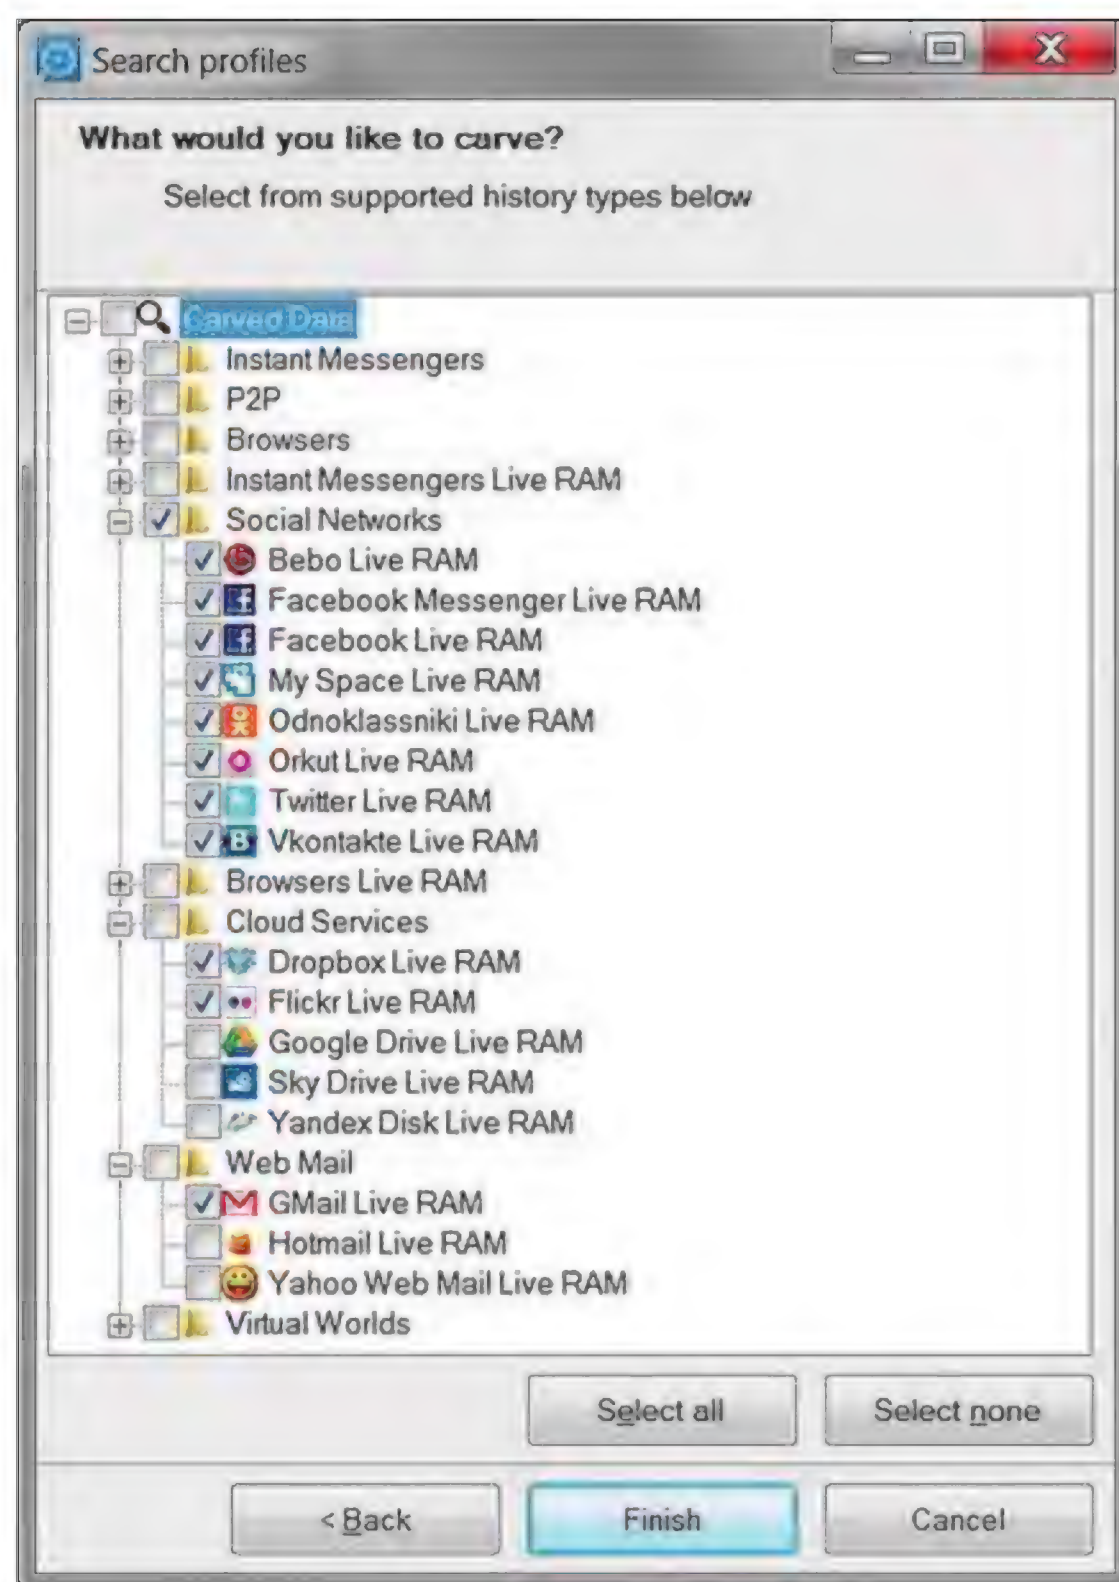 Search profiles
What would you like to carve?
Select from supported history types below
Carved Data
Instant Messengers
P2P
Browsers
Instant Messengers Live RAM
Social Networks
Bebo Live RAM
Facebook Messenger Live RAM
Facebook Live RAM
My Space Live RAM
Odnoklassniki Live RAM
Orkut Live RAM
Twitter Live RAM
Vkontakte Live RAM
Browsers Live RAM
Cloud Services
Dropbox Live RAM
Flickr Live RAM
Google Drive Live RAM
Sky Drive Live RAM
Yandex Disk Live RAM
Web Mail
GMail Live RAM
Hotmail Live RAM
Yahoo Web Mail Live RAM
Virtual Worlds
Select all Select none
< Back Finish Cancel